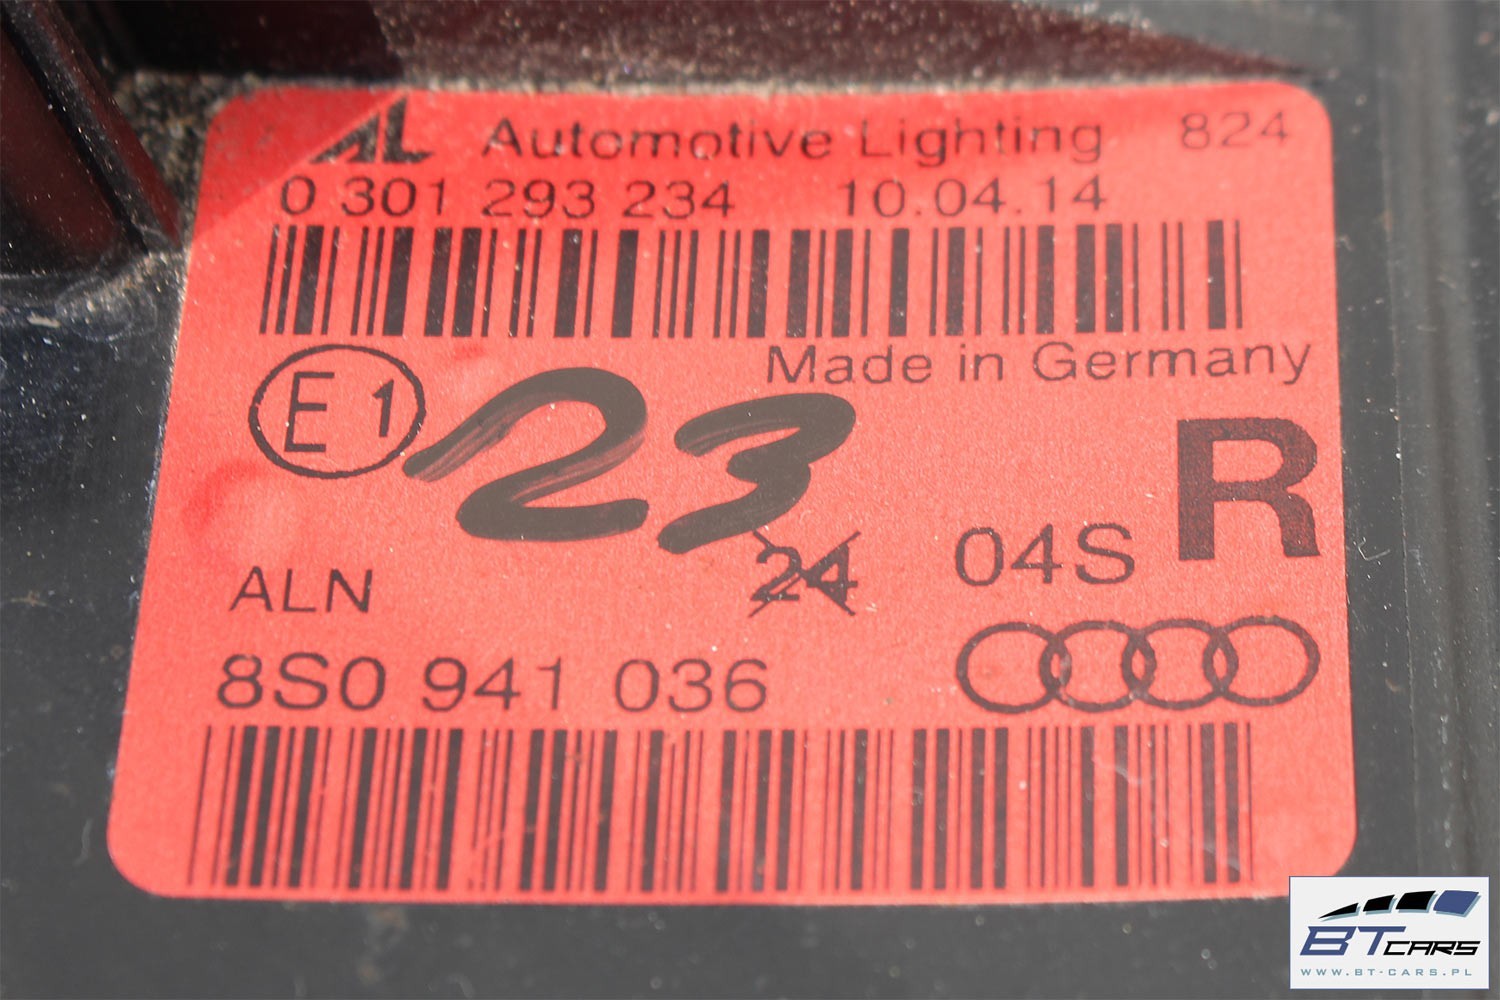 AL Automotive Lighting 824
0 301 293 234 10.04.14
Made in Germany
E1
23
R
24 04S
ALN
8S0 941 036
BT CARS
WWW.BT-CARS.PL